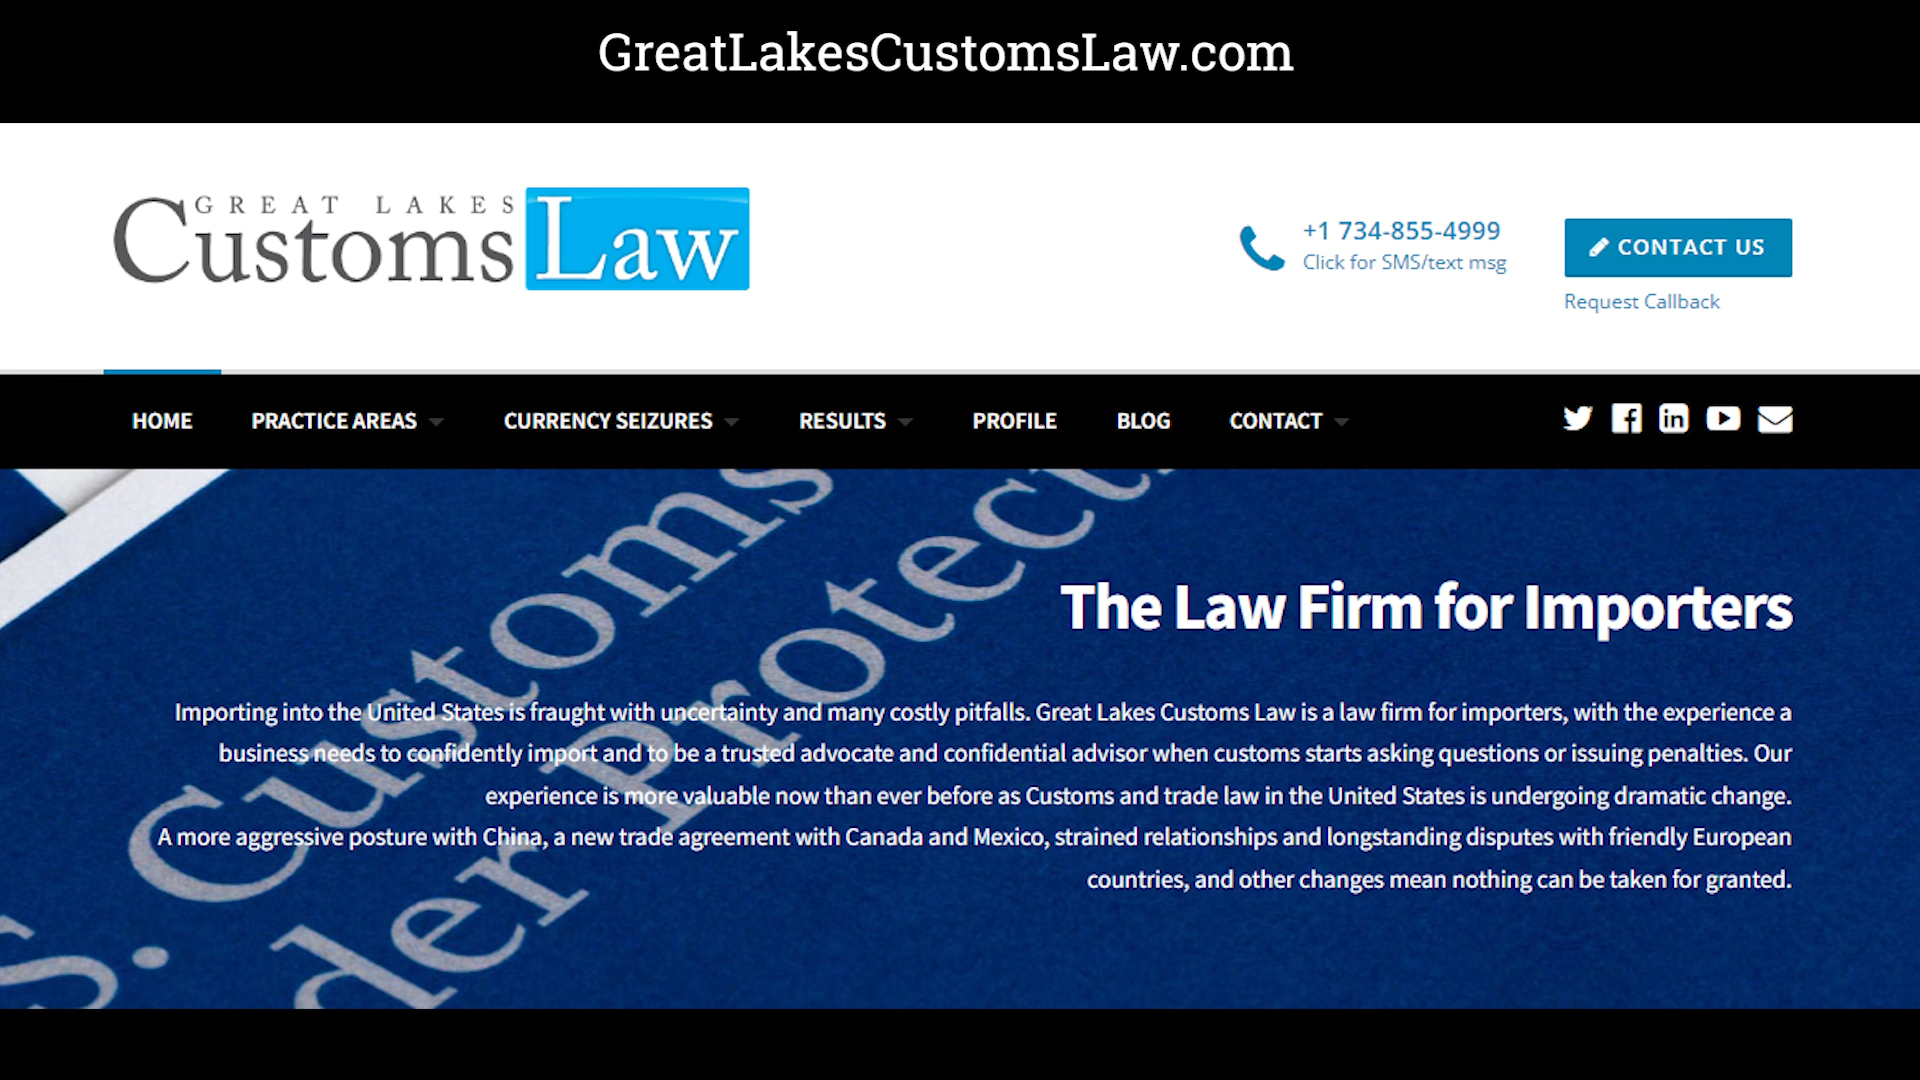 GreatLakesCustomsLaw.com
GREAT LAKES
Customs Law
+1 734-855-4999
Click for SMS/text msg
CONTACT US
Request Callback
HOME PRACTICE AREAS CURRENCY SEIZURES RESULTS PROFILE BLOG CONTACT
The Law Firm for Importers
Importing into the United States is fraught with uncertainty and many costly pitfalls. Great Lakes Customs Law is a law firm for importers, with the experience a
business needs to confidently import and to be a trusted advocate and confidential advisor when customs starts asking questions or issuing penalties. Our
experience is more valuable now than ever before as Customs and trade law in the United States is undergoing dramatic change.
A more aggressive posture with China, a new trade agreement with Canada and Mexico, strained relationships and longstanding disputes with friendly European
countries, and other changes mean nothing can be taken for granted.
S. Customs
der Protect